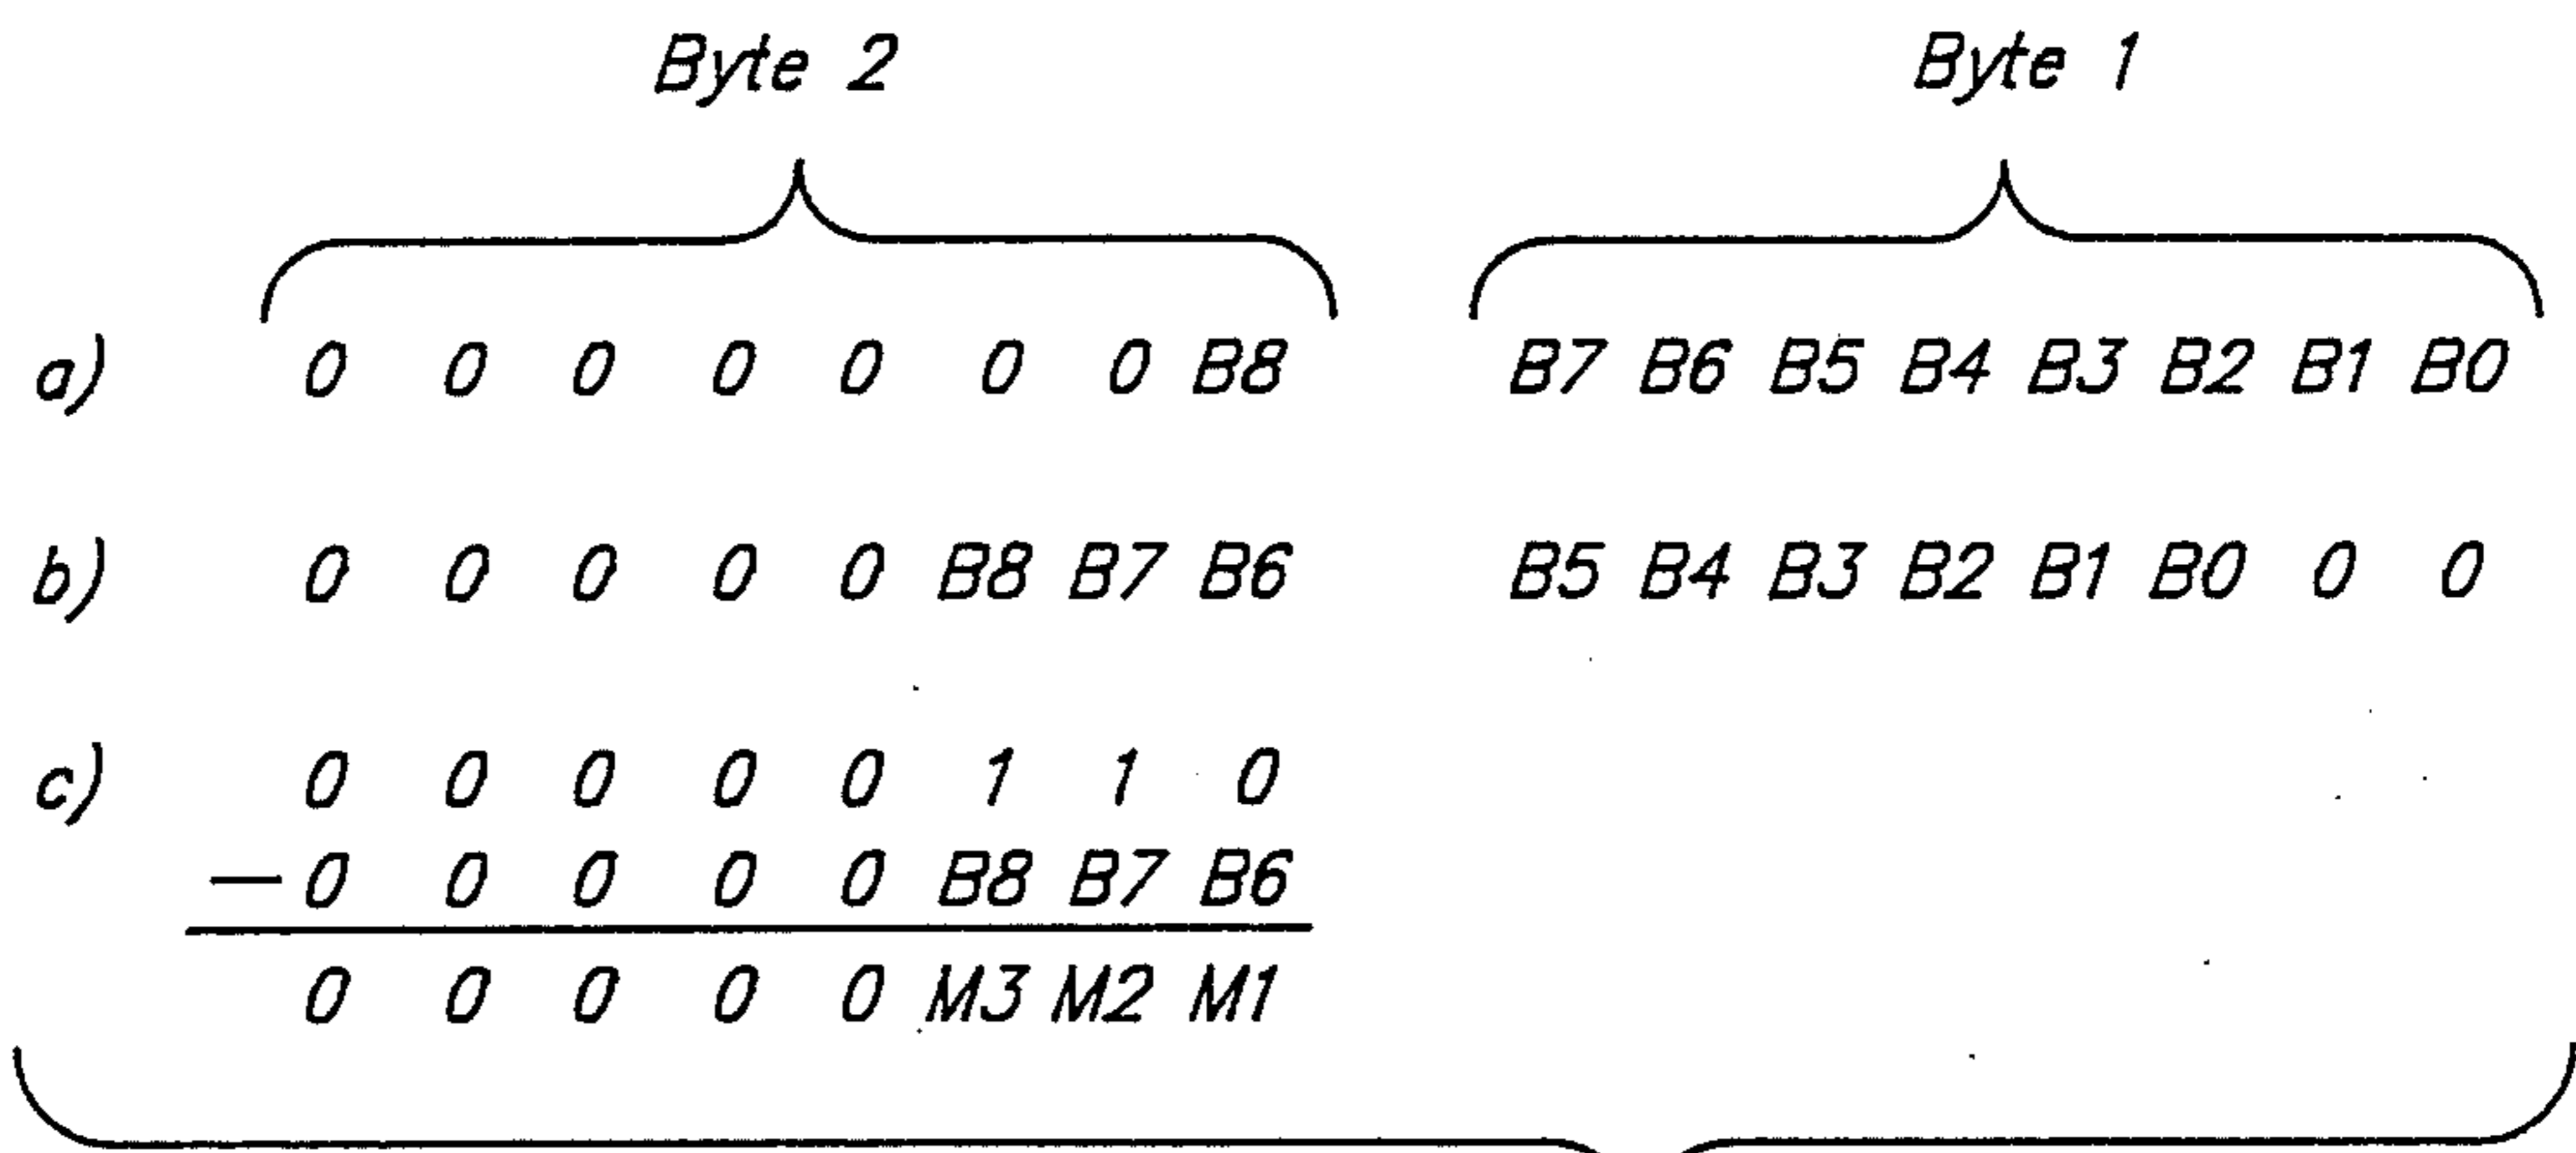 Byte 2 Byte 1
a) 0 0 0 0 0 0 0 B8 B7 B6 B5 B4 B3 B2 B1 B0
b) 0 0 0 0 0 B8 B7 B6 B5 B4 B3 B2 B1 B0 0 0
c) 0 0 0 0 0 1 1 0
— 0 0 0 0 0 B8 B7 B6
0 0 0 0 0 M3 M2 M1